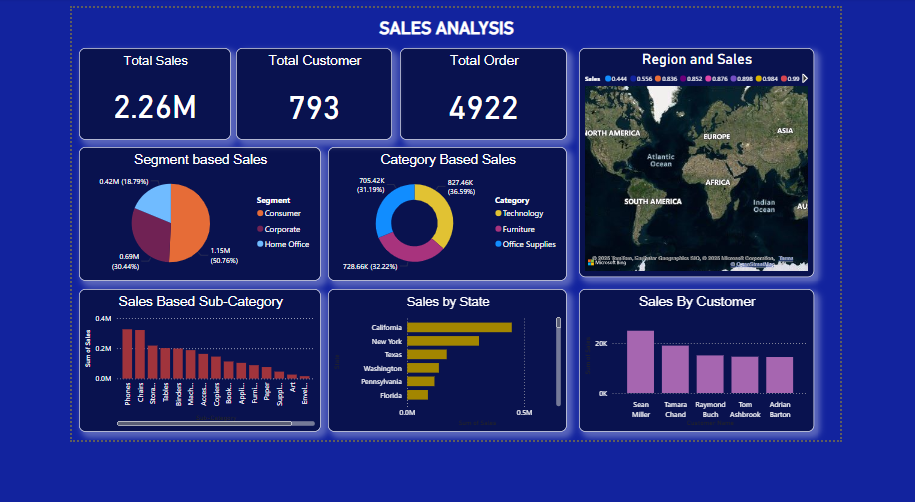 SALES ANALYSIS
Total Sales
2.26M
Total Customer
793
Total Order
4922
Region and Sales
Sales 0.444 0.556 0.836 0.852 0.876 0.898 0.984 0.99
NORTH AMERICA
EUROPE
ASIA
Atlantic
Ocean
AFRICA
SOUTH AMERICA
Indian
Ocean
AU
© 2025 TomTom, © 2025 Microsoft Corporation, Terms
© OpenStreetMap
Microsoft Bing
Segment based Sales
0.42M (18.79%)
0.69M
(30.44%)
1.15M
(50.76%)
Segment
Consumer
Corporate
Home Office
Category Based Sales
705.42K
(31.19%)
827.46K
(36.59%)
728.66K (32.22%)
Category
Technology
Furniture
Office Supplies
Sales Based Sub-Category
Sum of Sales
0.4M
0.2M
0.0M
Phones
Chairs
Stora...
Tables
Binders
Mach...
Acces...
Copiers
Book...
Appli...
Furni...
Paper
Suppl...
Art
Envel...
Sales by State
California
New York
Texas
Washington
Pennsylvania
Florida
0.0M 0.5M
Sales By Customer
20K
0K
Sean
Miller
Tamara
Chand
Raymond
Buch
Tom
Ashbrook
Adrian
Barton